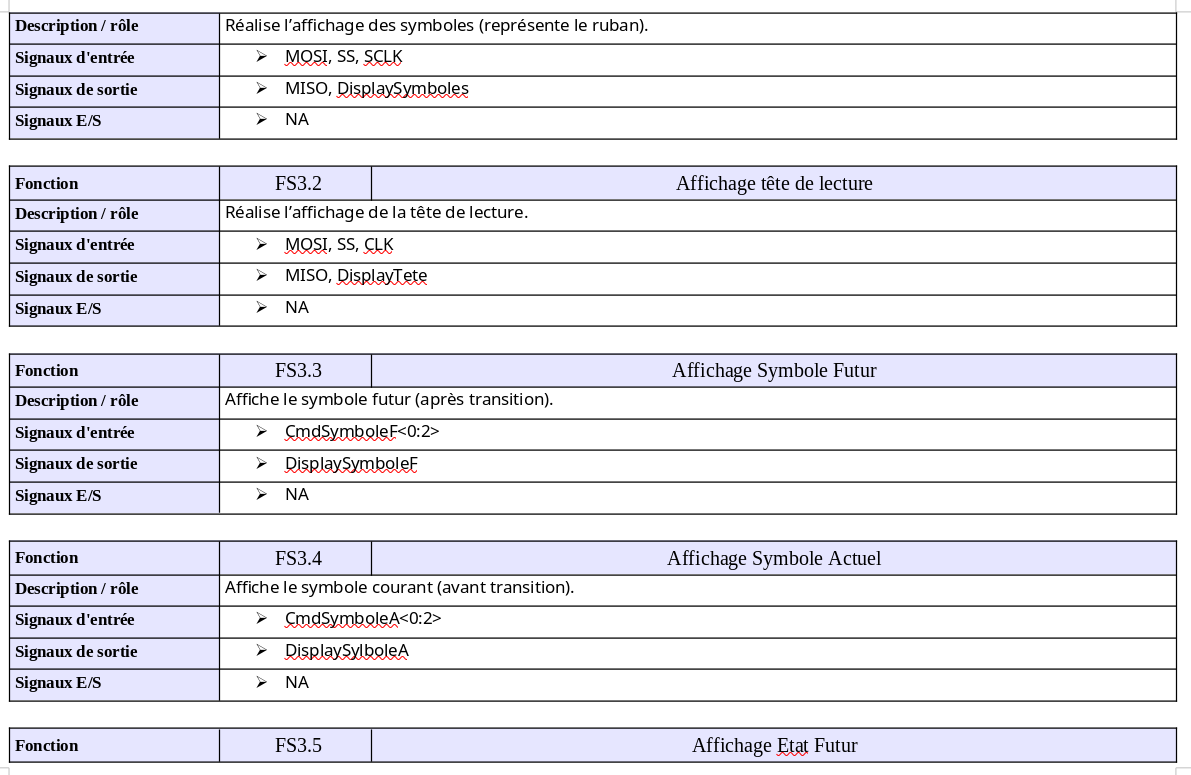 Description / rôle Réalise l’affichage des symboles (représente le ruban).
Signaux d'entrée ➢ MOSI, SS, SCLK
Signaux de sortie ➢ MISO, DisplaySymboles
Signaux E/S ➢ NA
Fonction FS3.2 Affichage tête de lecture
Description / rôle Réalise l’affichage de la tête de lecture.
Signaux d'entrée ➢ MOSI, SS, CLK
Signaux de sortie ➢ MISO, DisplayTete
Signaux E/S ➢ NA
Fonction FS3.3 Affichage Symbole Futur
Description / rôle Affiche le symbole futur (après transition).
Signaux d'entrée ➢ CmdSymboleF<0:2>
Signaux de sortie ➢ DisplaySymboleF
Signaux E/S ➢ NA
Fonction FS3.4 Affichage Symbole Actuel
Description / rôle Affiche le symbole courant (avant transition).
Signaux d'entrée ➢ CmdSymboleA<0:2>
Signaux de sortie ➢ DisplaySylboleA
Signaux E/S ➢ NA
Fonction FS3.5 Affichage Etat Futur